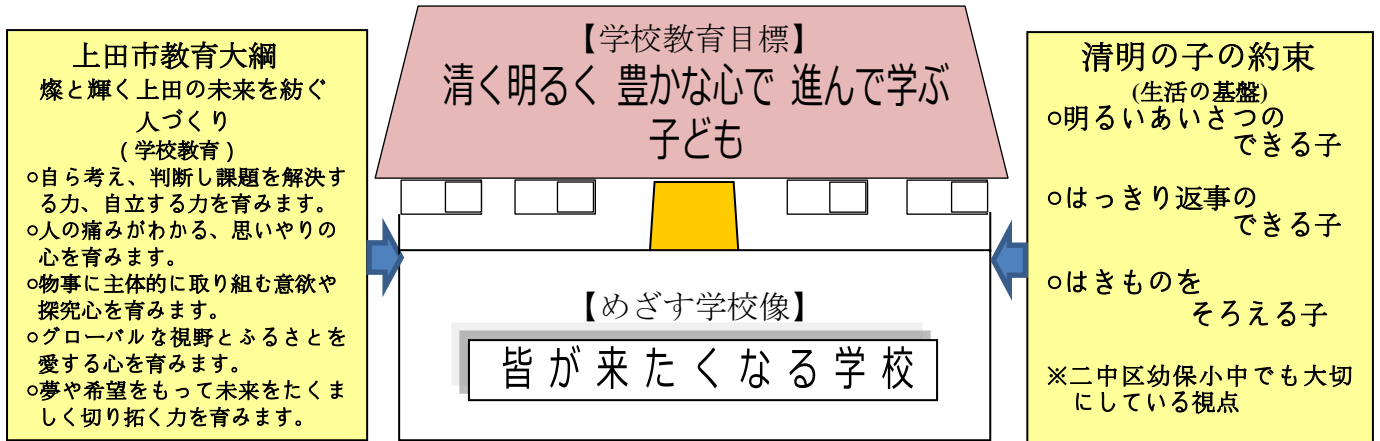 上田市教育大綱
燦と輝く上田の未来を紡ぐ
人づくり
(学校教育)
○自ら考え、判断し課題を解決す
る力、自立する力を育みます。
○人の痛みがわかる、思いやりの
心を育みます。
○物事に主体的に取り組む意欲や
探究心を育みます。
○グローバルな視野とふるさとを
愛する心を育みます。
○夢や希望をもって未来をたくま
しく切り拓く力を育みます。
【学校教育目標】
清く明るく 豊かな心で 進んで学ぶ
子ども
【めざす学校像】
皆が来たくなる学校
清明の子の約束
(生活の基盤)
○明るいあいさつの
できる子
○はっきり返事の
できる子
○はきものを
そろえる子
※二中区幼保小中でも大切
にしている視点